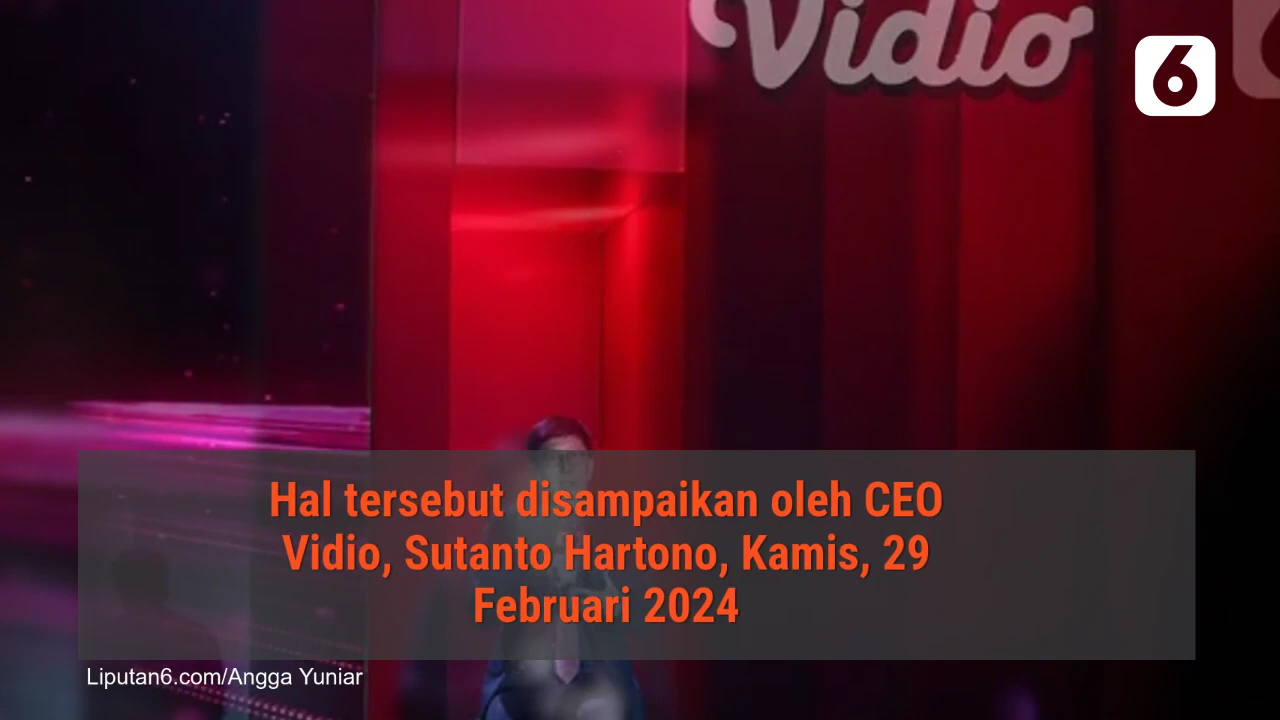 Vidio
6
Hal tersebut disampaikan oleh CEO
Vidio, Sutanto Hartono, Kamis, 29
Februari 2024
Liputan6.com/Angga Yuniar